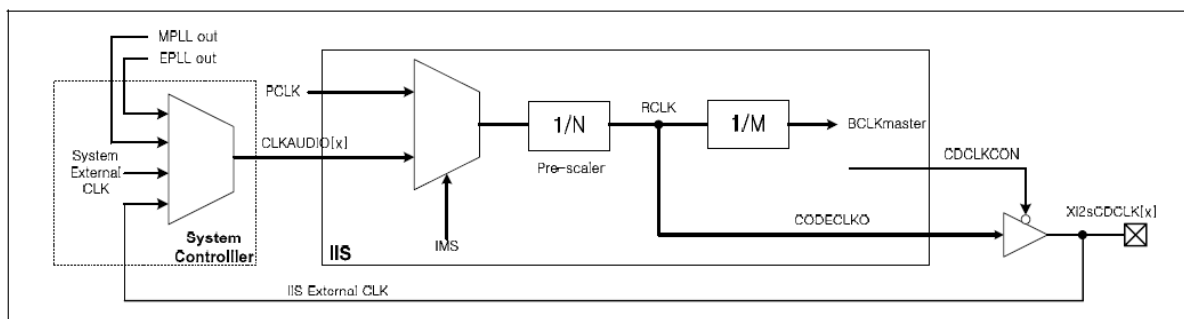 MPLL out
EPLL out
PCLK
RCLK
1/N
1/M
BCLKmaster
CLKAUDIO[x]
System
External
CLK
Pre-scaler
CDCLKCON
XI2sCDCLK[x]
CODECLKO
System
Controlller
IMS
IIS
IIS External CLK